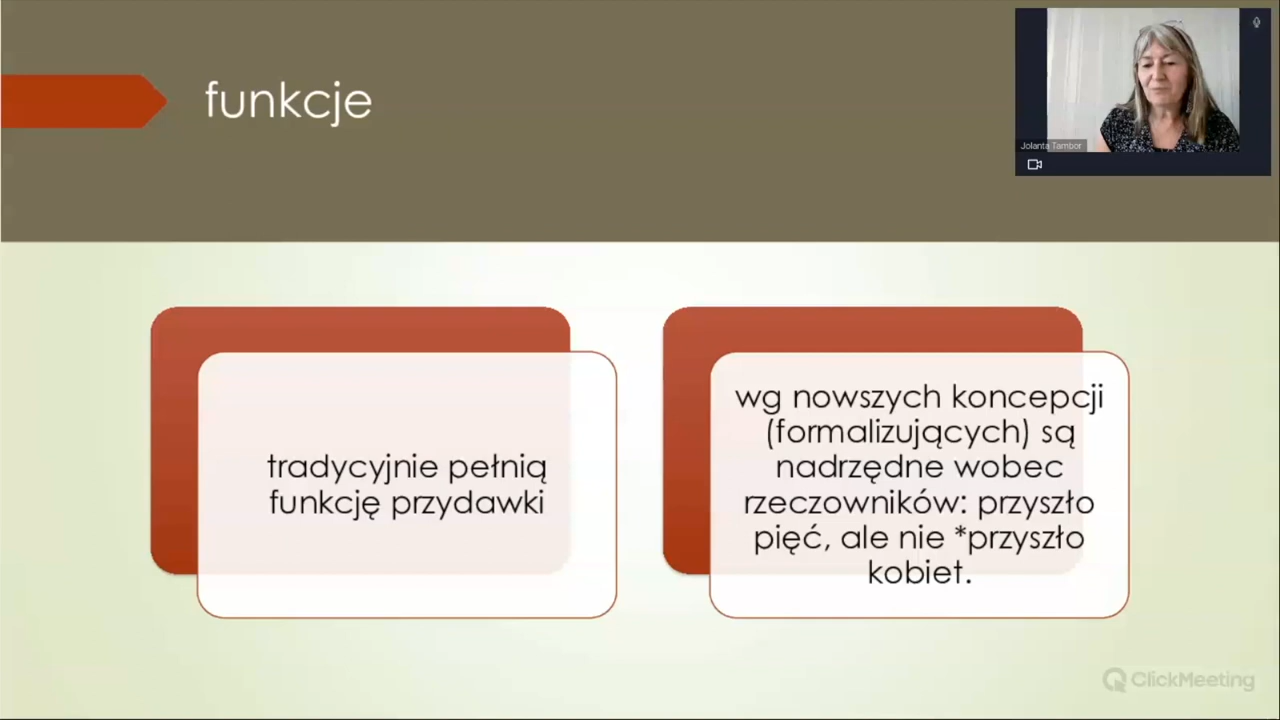 funkcje
Jolanta Tambor
tradycyjnie pełnią
funkcję przydawki
wg nowszych koncepcji
(formalizujących) są
nadrzędne wobec
rzeczowników: przyszło
pięć, ale nie *przyszło
kobiet.
ClickMeeting